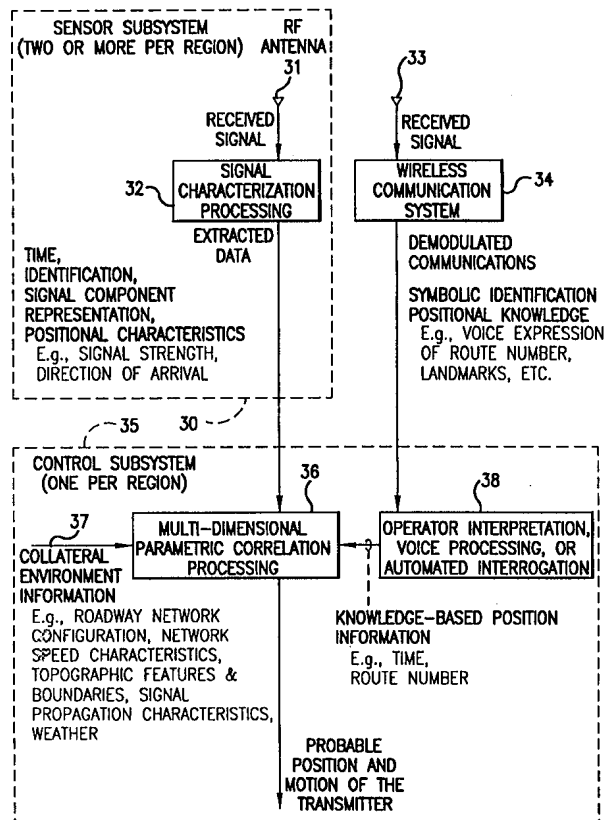 SENSOR SUBSYSTEM
(TWO OR MORE PER REGION)
RF
ANTENNA
31
33
RECEIVED
SIGNAL
RECEIVED
SIGNAL
32
SIGNAL
CHARACTERIZATION
PROCESSING
WIRELESS
COMMUNICATION
SYSTEM
34
EXTRACTED
DATA
DEMODULATED
COMMUNICATIONS
TIME,
IDENTIFICATION,
SIGNAL COMPONENT
REPRESENTATION,
POSITIONAL CHARACTERISTICS
E.g., SIGNAL STRENGTH,
DIRECTION OF ARRIVAL
SYMBOLIC IDENTIFICATION
POSITIONAL KNOWLEDGE
E.g., VOICE EXPRESSION
OF ROUTE NUMBER,
LANDMARKS, ETC.
35
30
CONTROL SUBSYSTEM
(ONE PER REGION)
36
38
37
MULTI-DIMENSIONAL
PARAMETRIC CORRELATION
PROCESSING
OPERATOR INTERPRETATION,
VOICE PROCESSING, OR
AUTOMATED INTERROGATION
COLLATERAL
ENVIRONMENT
INFORMATION
E.g., ROADWAY NETWORK
CONFIGURATION, NETWORK
SPEED CHARACTERISTICS,
TOPOGRAPHIC FEATURES &
BOUNDARIES, SIGNAL
PROPAGATION CHARACTERISTICS,
WEATHER
KNOWLEDGE-BASED POSITION
INFORMATION
E.g., TIME,
ROUTE NUMBER
PROBABLE
POSITION AND
MOTION OF THE
TRANSMITTER